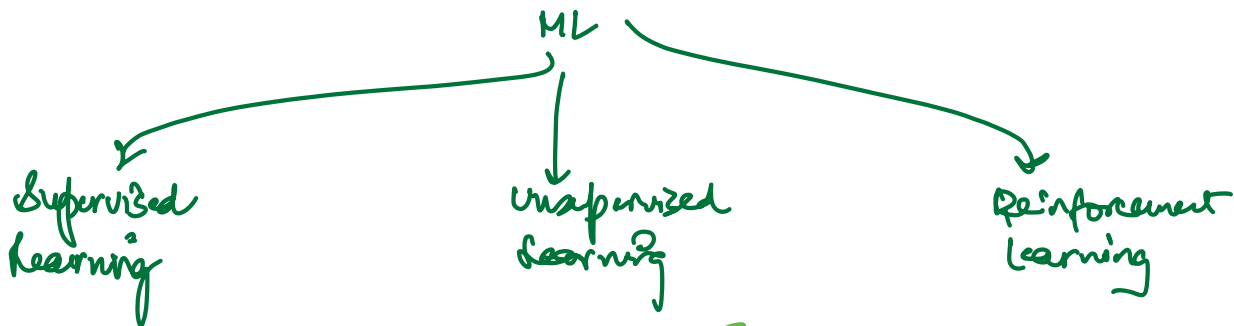 ML
Supervised
Learning
Unsupervised
Learning
Reinforcement
Learning